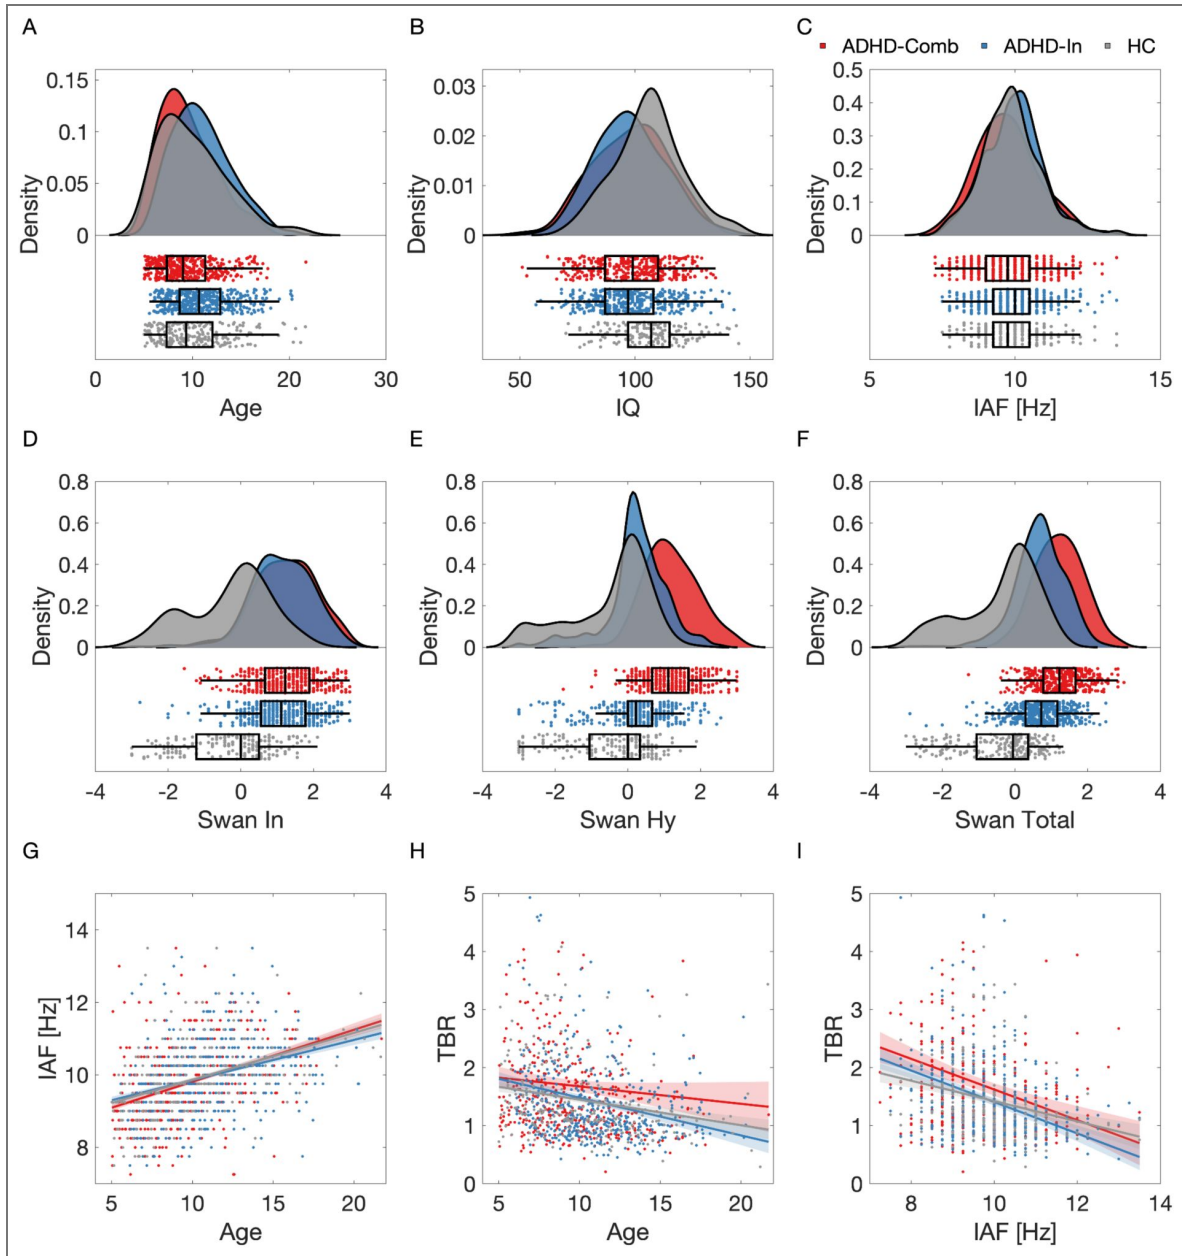 A
B
C
ADHD-Comb ADHD-In HC
Density
0.15
0.1
0.05
0
0 10 20 30
Age
Density
0.03
0.02
0.01
0
50 100 150
IQ
Density
0.5
0.4
0.3
0.2
0.1
0
5 10 15
IAF [Hz]
D
E
F
Density
0.8
0.6
0.4
0.2
0
-4 -2 0 2 4
Swan In
Density
0.8
0.6
0.4
0.2
0
-4 -2 0 2 4
Swan Hy
Density
0.8
0.6
0.4
0.2
0
-4 -2 0 2 4
Swan Total
G
H
I
IAF [Hz]
14
12
10
8
5 10 15 20
Age
TBR
5
4
3
2
1
0
5 10 15 20
Age
TBR
5
4
3
2
1
0
8 10 12 14
IAF [Hz]